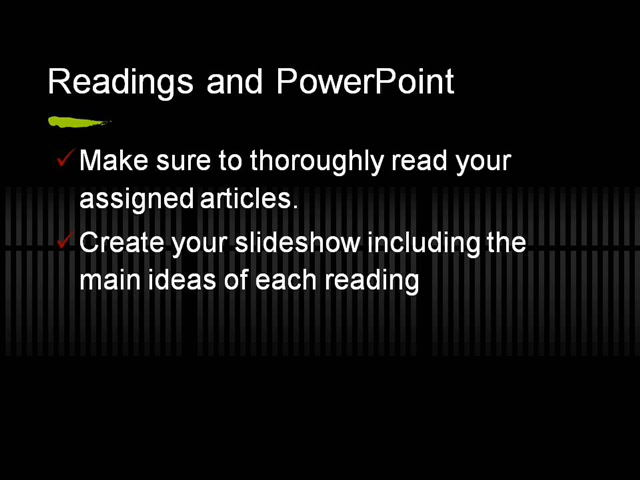 Readings and PowerPoint
Make sure to thoroughly read your
assigned articles.
Create your slideshow including the
main ideas of each reading